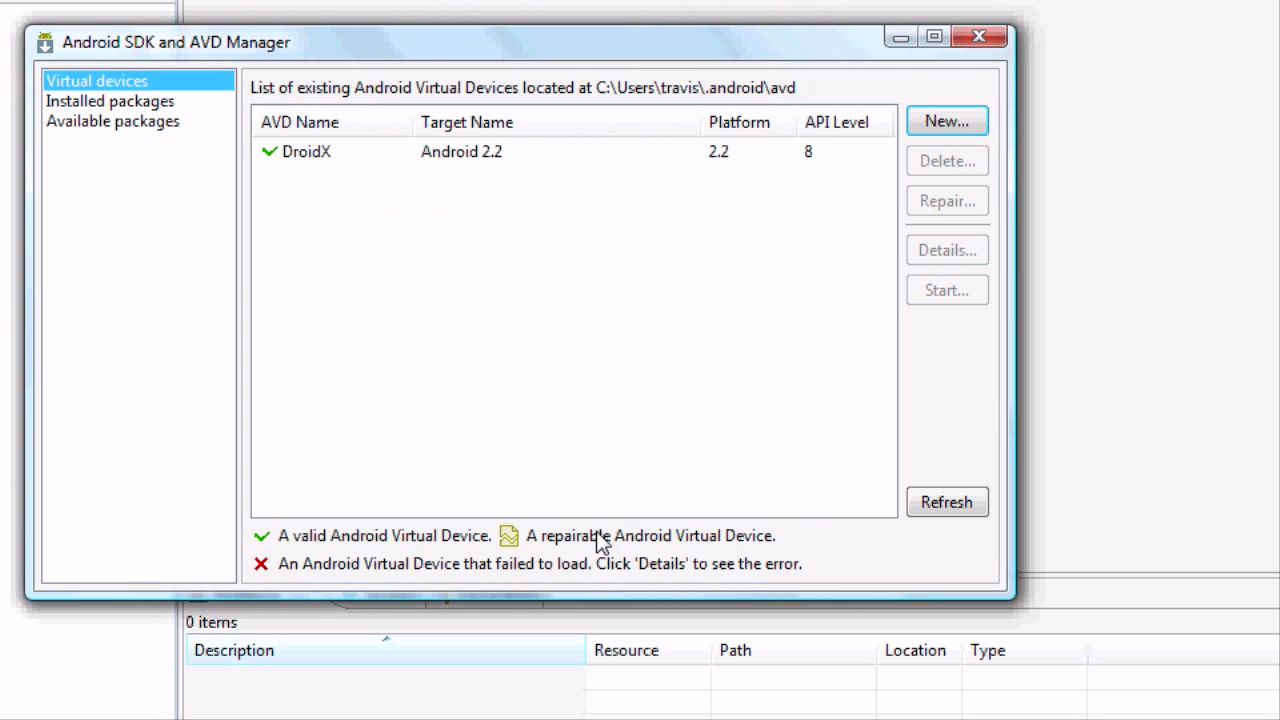 Android SDK and AVD Manager
Virtual devices
Installed packages
Available packages
List of existing Android Virtual Devices located at C:\Users\travis\.android\avd
AVD Name Target Name Platform API Level
DroidX Android 2.2 2.2 8
New...
Delete...
Repair...
Details...
Start...
Refresh
A valid Android Virtual Device. A repairable Android Virtual Device.
An Android Virtual Device that failed to load. Click 'Details' to see the error.
0 items
Description Resource Path Location Type